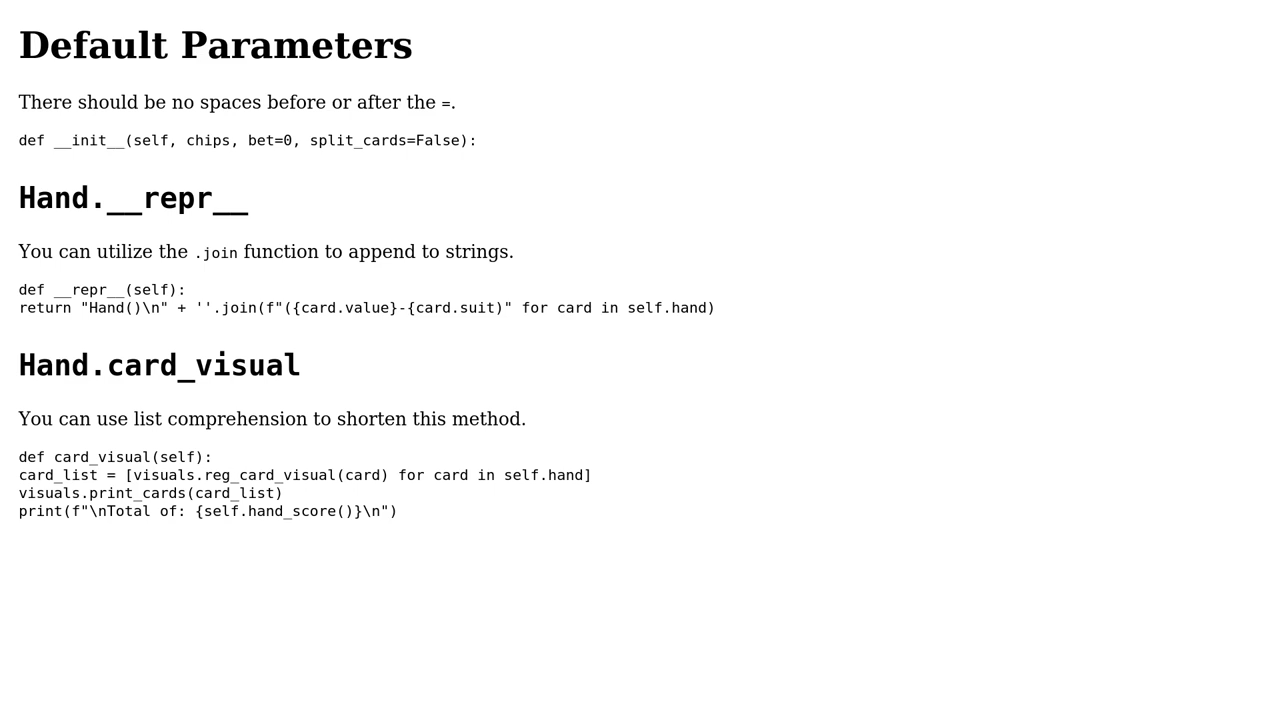 Default Parameters
There should be no spaces before or after the =.
def __init__(self, chips, bet=0, split_cards=False):
Hand.__repr__
You can utilize the .join function to append to strings.
def __repr__(self):
return "Hand()\n" + ''.join(f"({card.value}-{card.suit)" for card in self.hand)
Hand.card_visual
You can use list comprehension to shorten this method.
def card_visual(self):
card_list = [visuals.reg_card_visual(card) for card in self.hand]
visuals.print_cards(card_list)
print(f"\nTotal of: {self.hand_score()}\n")